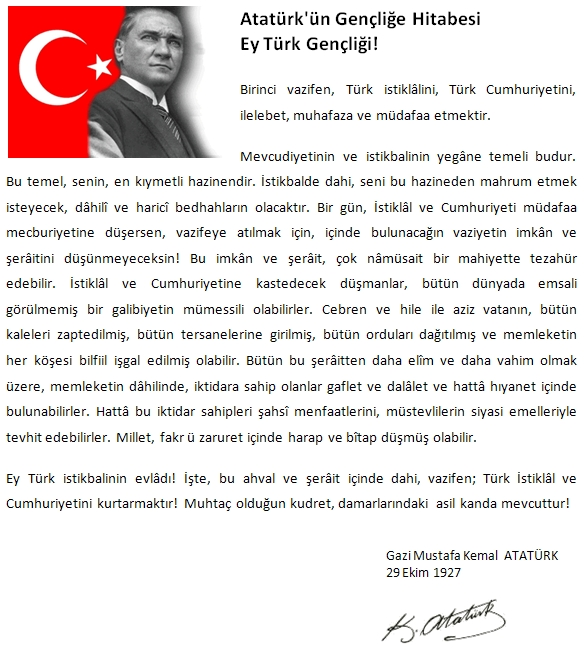 Atatürk'ün Gençliğe Hitabesi
Ey Türk Gençliği!
Birinci vazifen, Türk istiklâlini, Türk Cumhuriyetini,
ilelebet, muhafaza ve müdafaa etmektir.
Mevcudiyetinin ve istikbalinin yegâne temeli budur.
Bu temel, senin, en kıymetli hazinendir. İstikbalde dahi, seni bu hazineden mahrum etmek
isteyecek, dâhilî ve haricî bedhahların olacaktır. Bir gün, İstiklâl ve Cumhuriyeti müdafaa
mecburiyetine düşersen, vazifeye atılmak için, içinde bulunacağın vaziyetin imkân ve
şerâitini düşünmeyeceksin! Bu imkân ve şerâit, çok nâmüsait bir mahiyette tezahür
edebilir. İstiklâl ve Cumhuriyetine kastedecek düşmanlar, bütün dünyada emsali
görülmemiş bir galibiyetin mümessili olabilirler. Cebren ve hile ile aziz vatanın, bütün
kaleleri zaptedilmiş, bütün tersanelerine girilmiş, bütün orduları dağıtılmış ve memleketin
her köşesi bilfiil işgal edilmiş olabilir. Bütün bu şerâitten daha elîm ve daha vahim olmak
üzere, memleketin dâhilinde, iktidara sahip olanlar gaflet ve dalâlet ve hattâ hıyanet içinde
bulunabilirler. Hattâ bu iktidar sahipleri şahsî menfaatlerini, müstevlilerin siyasi emelleriyle
tevhit edebilirler. Millet, fakr ü zaruret içinde harap ve bîtap düşmüş olabilir.
Ey Türk istikbalinin evlâdı! İşte, bu ahval ve şerâit içinde dahi, vazifen; Türk İstiklâl ve
Cumhuriyetini kurtarmaktır! Muhtaç olduğun kudret, damarlarındaki asil kanda mevcuttur!
Gazi Mustafa Kemal ATATÜRK
29 Ekim 1927
K. Atatürk